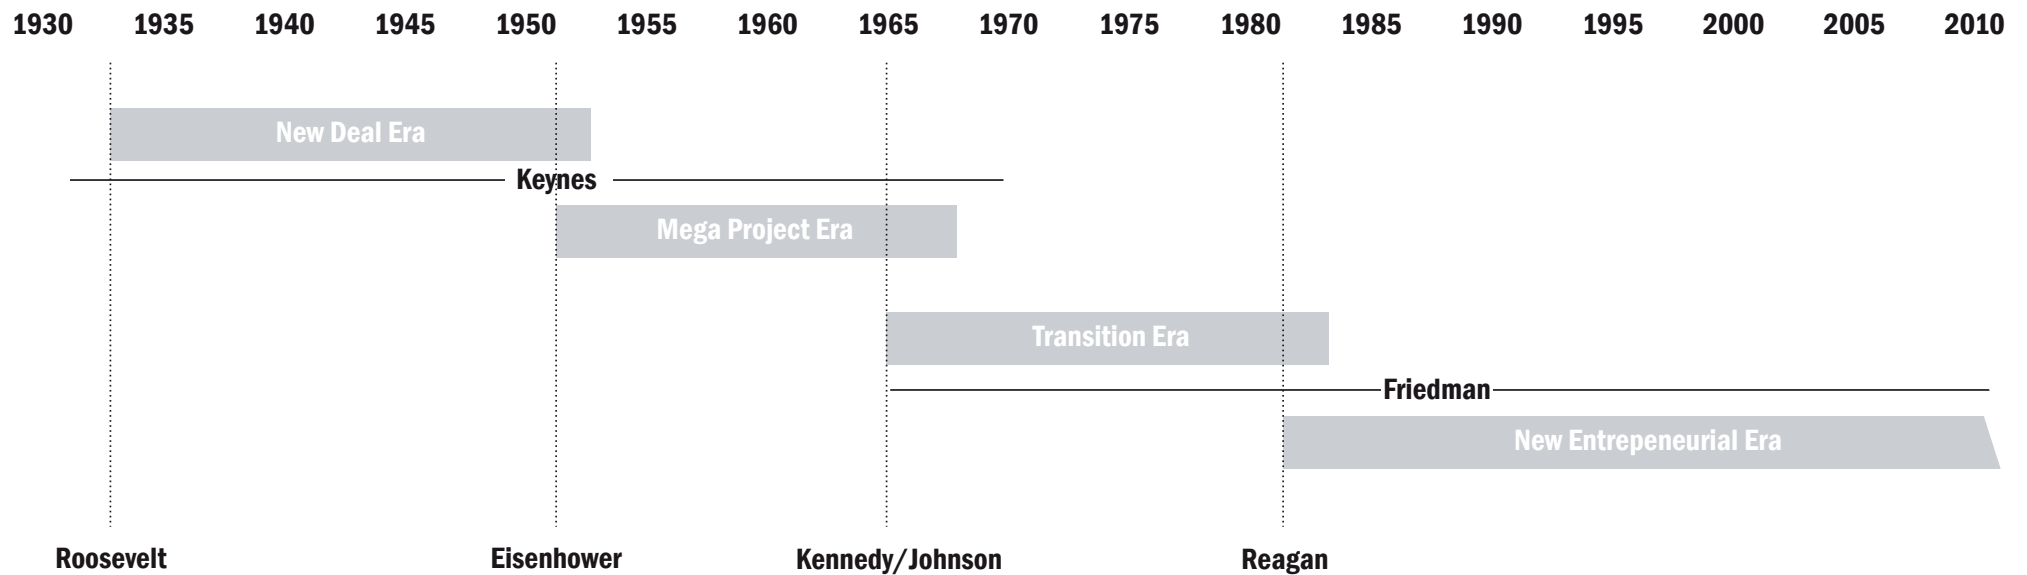 1930 1935 1940 1945 1950 1955 1960 1965 1970 1975 1980 1985 1990 1995 2000 2005 2010
New Deal Era
Keynes
Mega Project Era
Transition Era
Friedman
New Entrepeneurial Era
Roosevelt Eisenhower Kennedy/Johnson Reagan